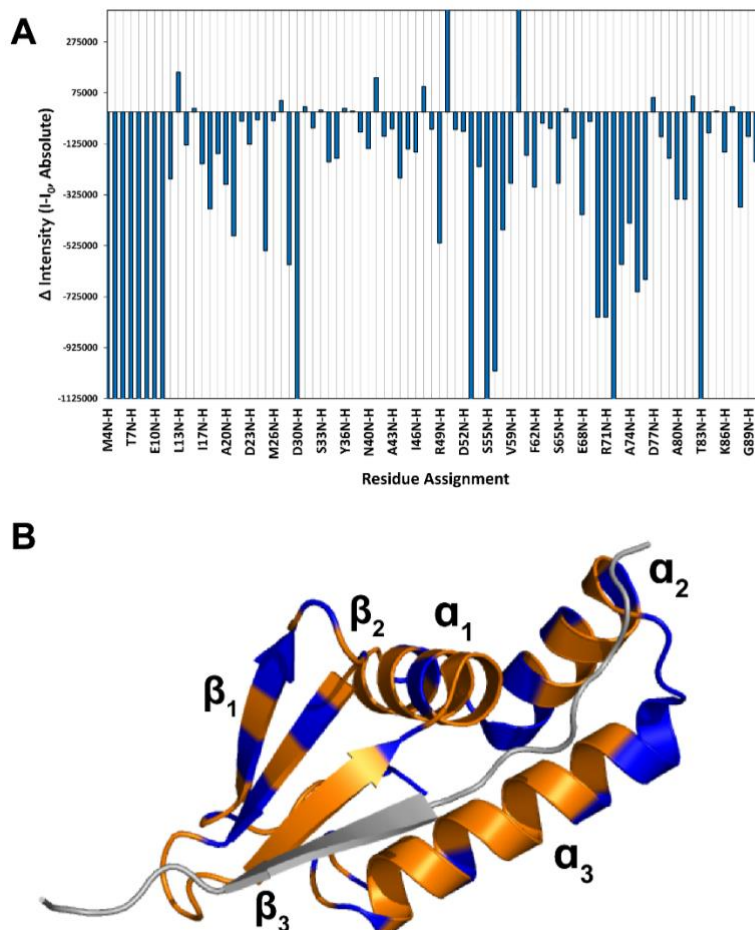 A
Δ Intensity (I-I₀, Absolute)
275000
75000
-125000
-325000
-525000
-725000
-925000
-1125000
M4N-H
T7N-H
E10N-H
L13N-H
I17N-H
A20N-H
D23N-H
M26N-H
D30N-H
S33N-H
Y36N-H
N40N-H
A43N-H
I46N-H
R49N-H
D52N-H
S55N-H
V59N-H
F62N-H
S65N-H
E68N-H
R71N-H
A74N-H
D77N-H
A80N-H
T83N-H
K86N-H
G89N-H
Residue Assignment
B
α₂
β₂
α₁
β₁
α₃
β₃